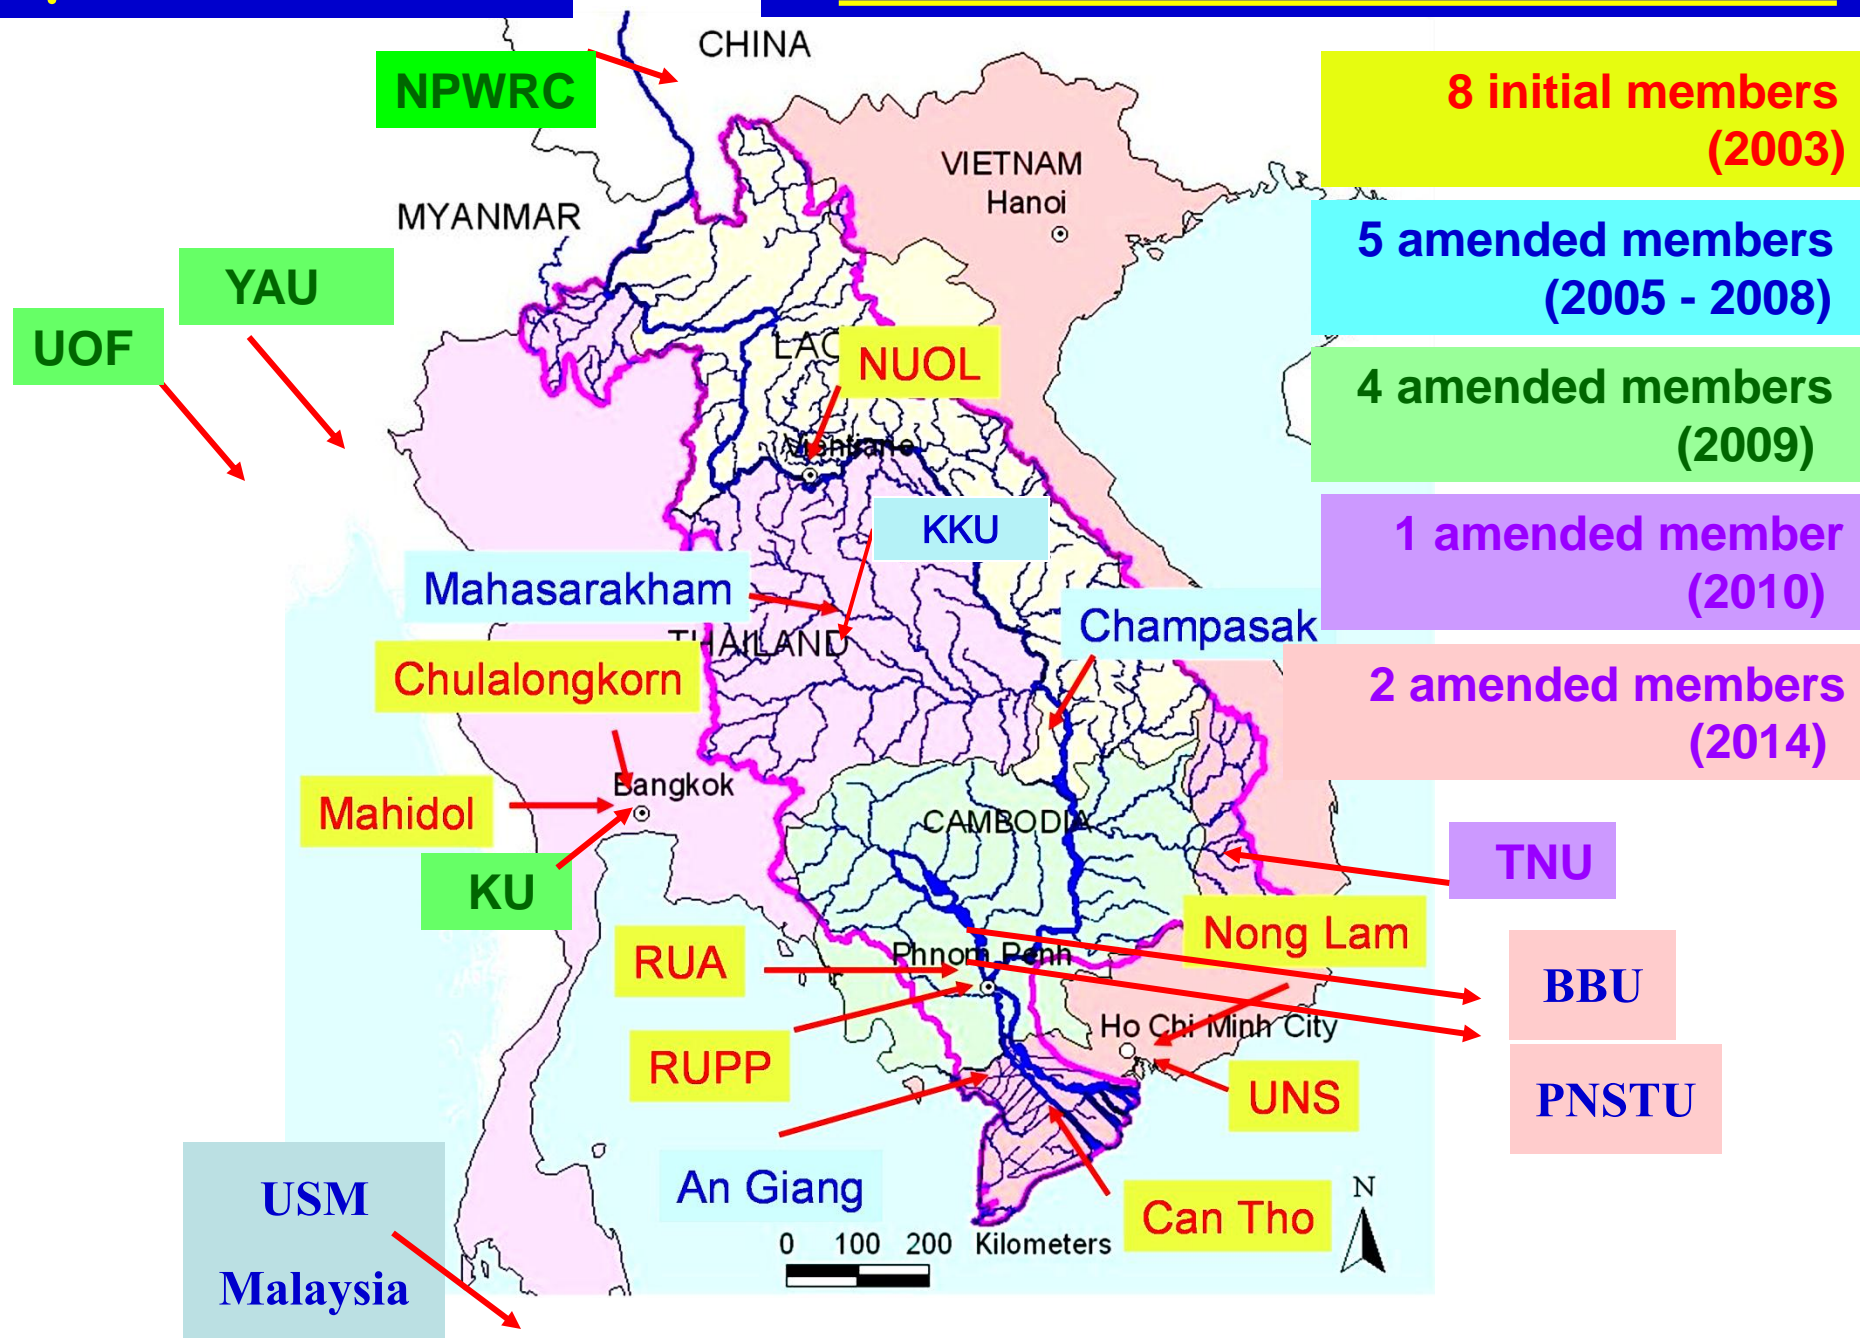 CHINA
NPWRC
8 initial members
(2003)
VIETNAM
Hanoi
MYANMAR
5 amended members
(2005 - 2008)
YAU
UOF
NUOL
4 amended members
(2009)
Vientiane
KKU
1 amended member
(2010)
Mahasarakham
Champasak
THAILAND
Chulalongkorn
2 amended members
(2014)
Bangkok
Mahidol
CAMBODIA
TNU
KU
Nong Lam
RUA
Phnom Penh
BBU
Ho Chi Minh City
RUPP
UNS
PNSTU
An Giang
Can Tho
N
USM
Malaysia
0 100 200 Kilometers